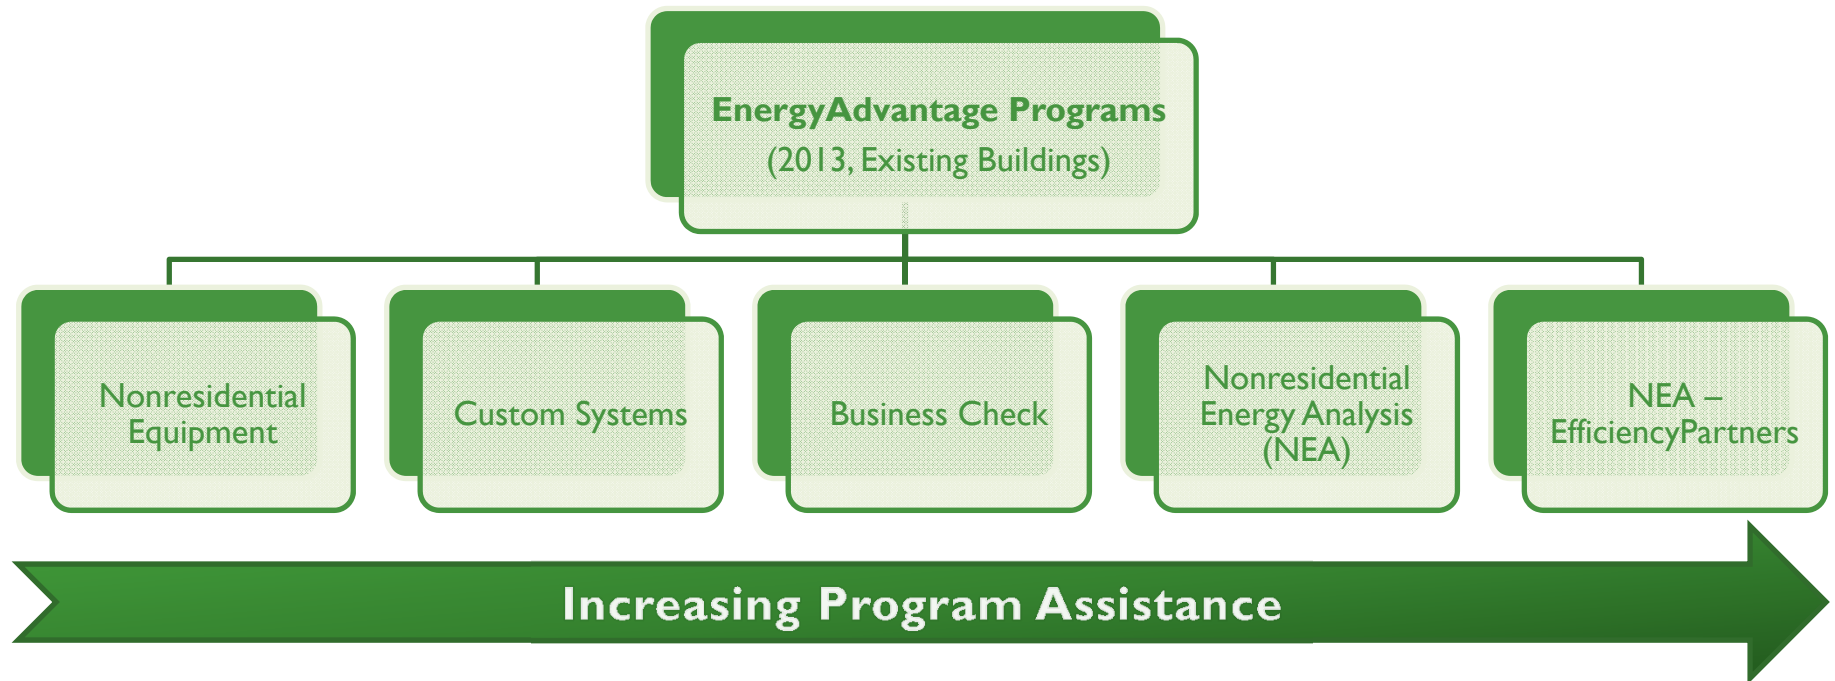 EnergyAdvantage Programs
(2013, Existing Buildings)
Nonresidential
Equipment
Custom Systems
Business Check
Nonresidential
Energy Analysis
(NEA)
NEA –
EfficiencyPartners
Increasing Program Assistance